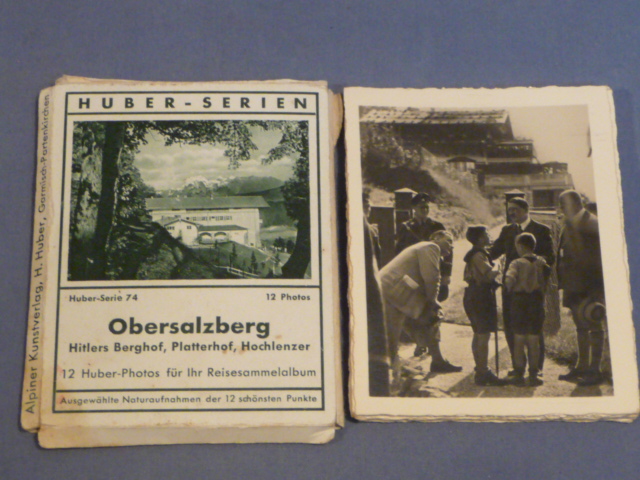 HUBER-SERIEN
Huber-Serie 74 12 Photos
Obersalzberg
Hitlers Berghof, Platterhof, Hochlenzer
12 Huber-Photos für Ihr Reisesammelalbum
Ausgewählte Naturaufnahmen der 12 schönsten Punkte
Alpiner Kunstverlag, H. Huber, Garmisch-Partenkirchen